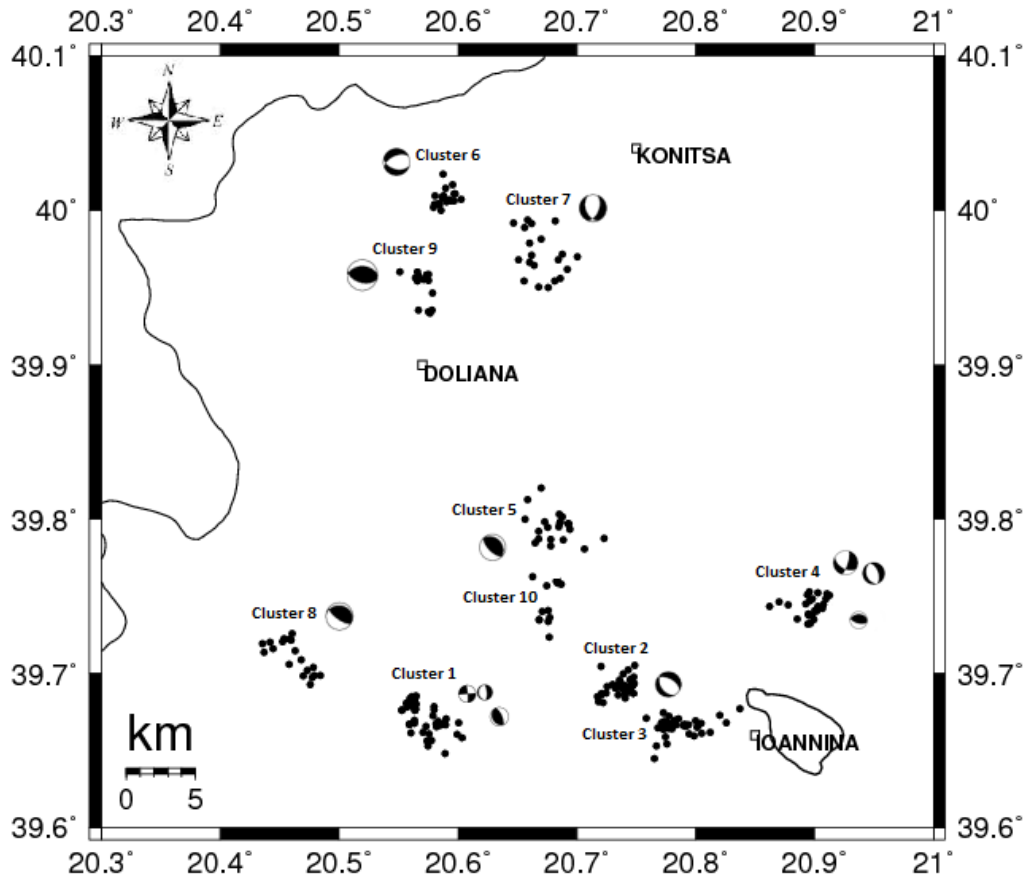 20.3° 20.4° 20.5° 20.6° 20.7° 20.8° 20.9° 21°
40.1° 40.1°
N
W E
S
Cluster 6
KONITSA
40° 40°
Cluster 7
Cluster 9
39.9° 39.9°
DOLIANA
39.8° 39.8°
Cluster 5
Cluster 4
Cluster 10
Cluster 8
39.7° 39.7°
Cluster 2
Cluster 1
Cluster 3
IOANNINA
km
0 5
39.6° 39.6°
20.3° 20.4° 20.5° 20.6° 20.7° 20.8° 20.9° 21°